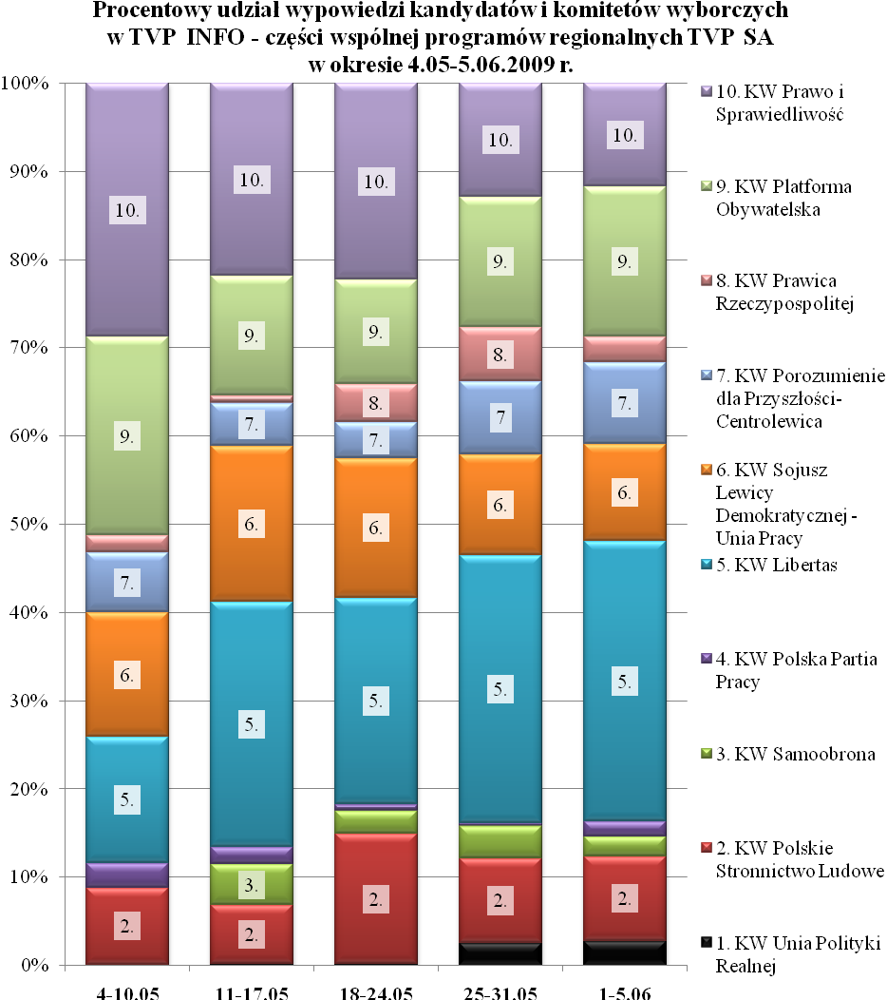 Procentowy udział wypowiedzi kandydatów i komitetów wyborczych
w TVP INFO - części wspólnej programów regionalnych TVP SA
w okresie 4.05-5.06.2009 r.
100%
90%
80%
70%
60%
50%
40%
30%
20%
10%
0%
10.
9.
7.
6.
5.
2.
10.
9.
7.
6.
5.
3.
2.
10.
9.
8.
7.
6.
5.
2.
10.
9.
8.
7
6.
5.
2.
10.
9.
7.
6.
5.
2.
4-10.05
11-17.05
18-24.05
25-31.05
1-5.06
10. KW Prawo i
Sprawiedliwość
9. KW Platforma
Obywatelska
8. KW Prawica
Rzeczypospolitej
7. KW Porozumienie
dla Przyszłości-
Centrolewica
6. KW Sojusz
Lewicy
Demokratycznej -
Unia Pracy
5. KW Libertas
4. KW Polska Partia
Pracy
3. KW Samoobrona
2. KW Polskie
Stronnictwo Ludowe
1. KW Unia Polityki
Realnej